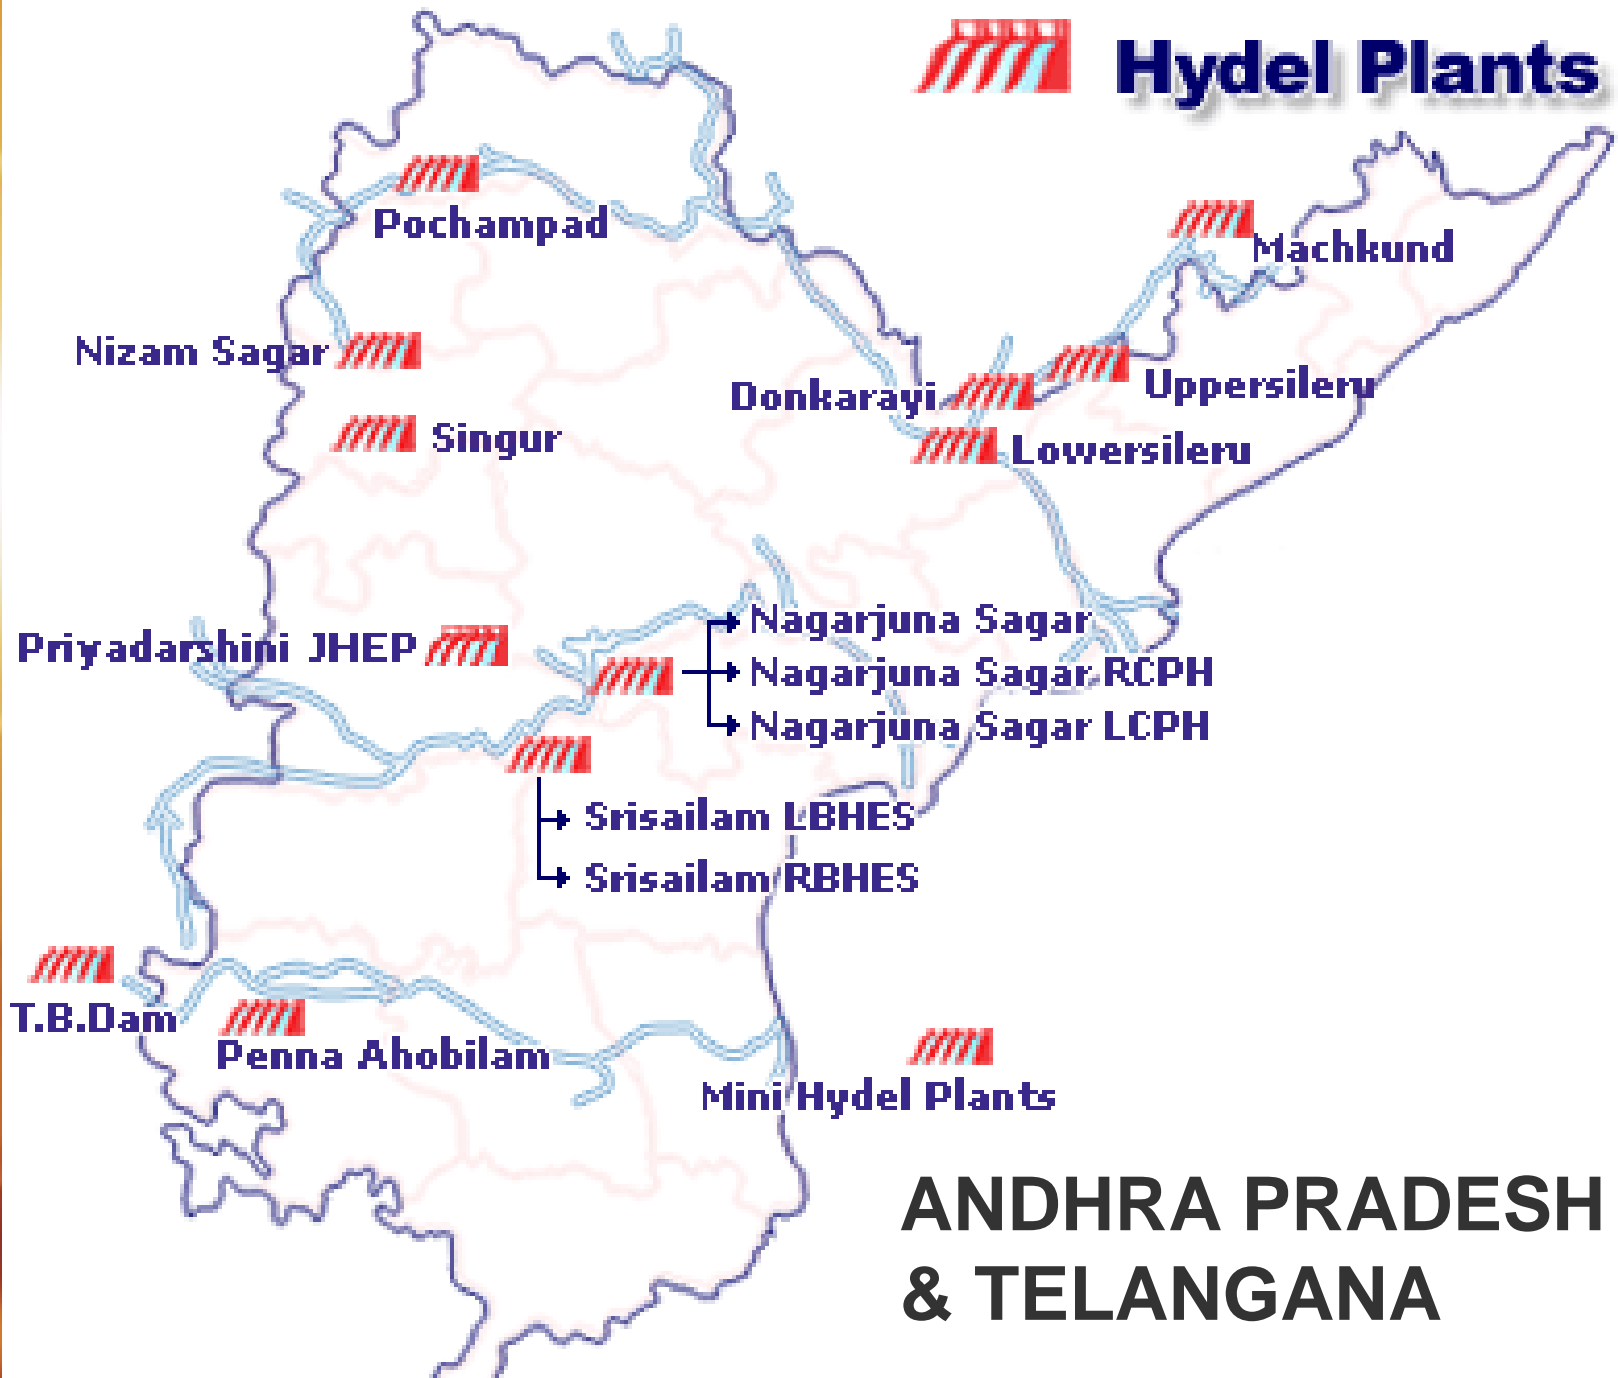 Hydel Plants
Pochampad
Machkund
Nizam Sagar
Uppersileru
Donkarayi
Singur
Lowersileru
Nagarjuna Sagar
Priyadarshini JHEP
Nagarjuna Sagar RCPH
Nagarjuna Sagar LCPH
Srisailam LBHES
Srisailam RBHES
T.B.Dam
Penna Ahobilam
Mini Hydel Plants
ANDHRA PRADESH
& TELANGANA